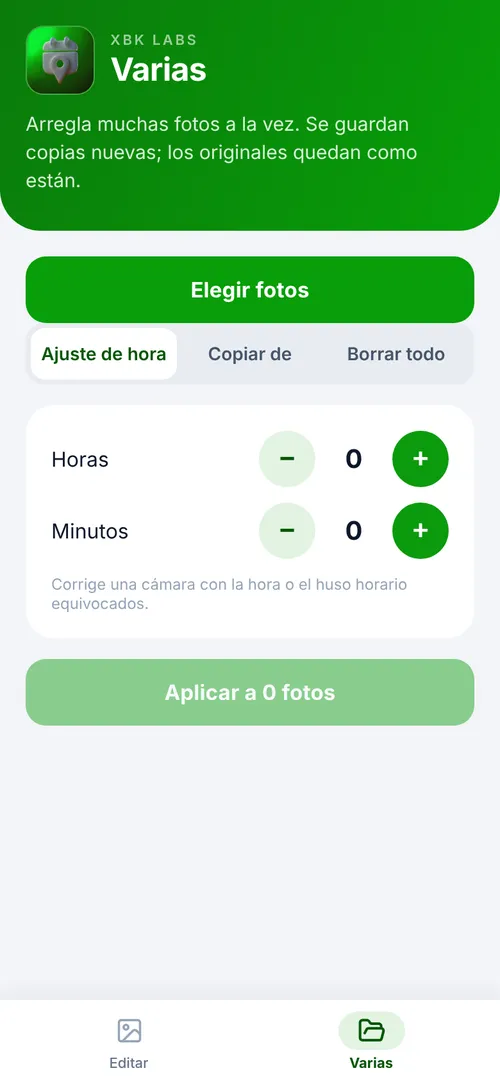 XBK LABS
Varias
Arregla muchas fotos a la vez. Se guardan
copias nuevas; los originales quedan como
están.
Elegir fotos
Ajuste de hora Copiar de Borrar todo
Horas − 0 +
Minutos − 0 +
Corrige una cámara con la hora o el huso horario
equivocados.
Aplicar a 0 fotos
Editar Varias